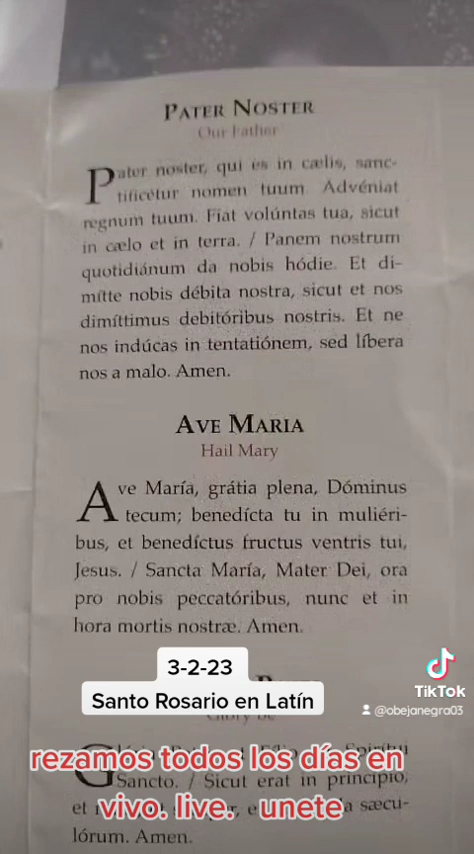 PATER NOSTER
Our Father
Pater noster, qui es in cælis, sanc-
tificétur nomen tuum. Advéniat
regnum tuum. Fiat volúntas tua, sicut
in cælo et in terra. / Panem nostrum
quotidiánum da nobis hódie. Et di-
mítte nobis débita nostra, sicut et nos
dimíttimus debitóribus nostris. Et ne
nos indúcas in tentatiónem, sed líbera
nos a malo. Amen.
AVE MARIA
Hail Mary
Ave María, grátia plena, Dóminus
tecum; benedícta tu in muliéri-
bus, et benedíctus fructus ventris tui,
Jesus. / Sancta María, Mater Dei, ora
pro nobis peccatóribus, nunc et in
hora mortis nostræ. Amen.
3-2-23
Santo Rosario en Latín
TikTok
@obejanegra03
Glory Be
rezamos todos los días en
Sancto. / Sicut erat in princípio,
vivo. live. unete
et sæcu-
lórum. Amen.